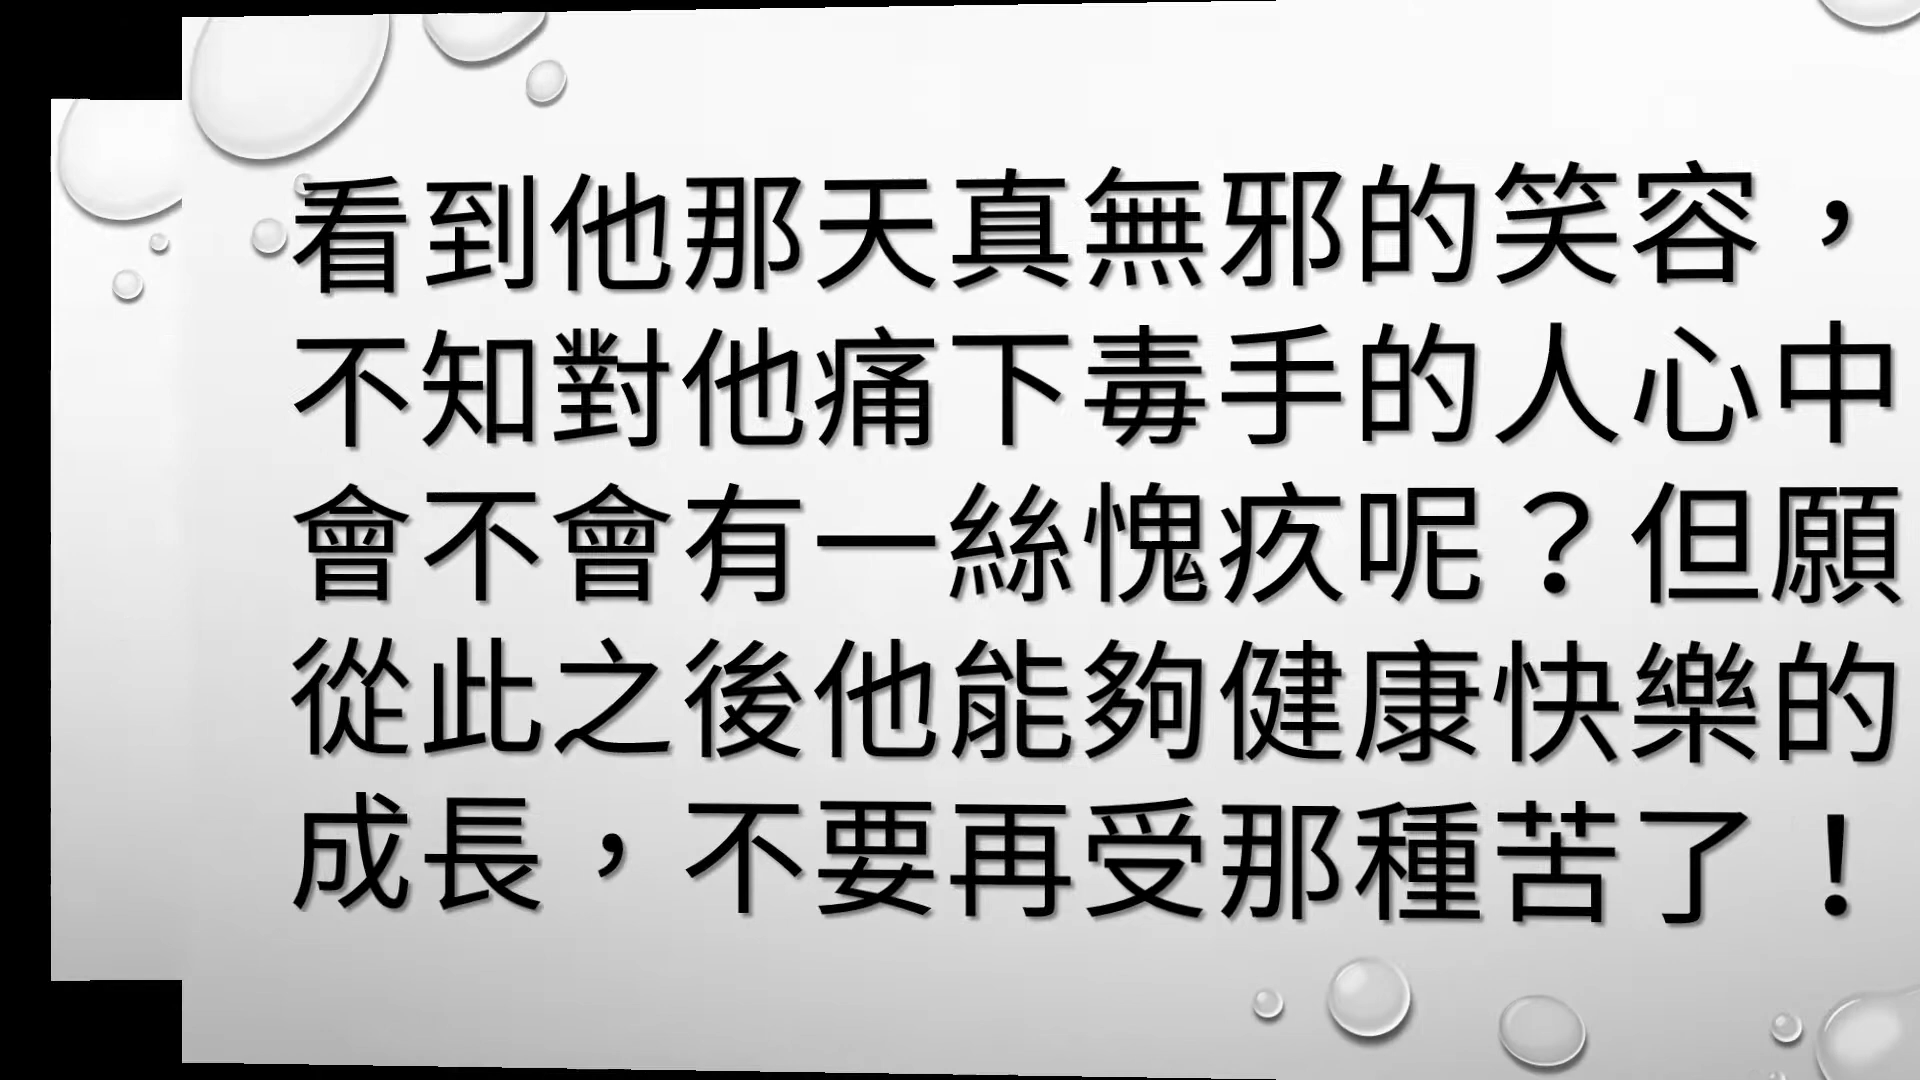 看到他那天真無邪的笑容，
不知對他痛下毒手的人心中
會不會有一絲愧疚呢？但願
從此之後他能夠健康快樂的
成長，不要再受那種苦了！